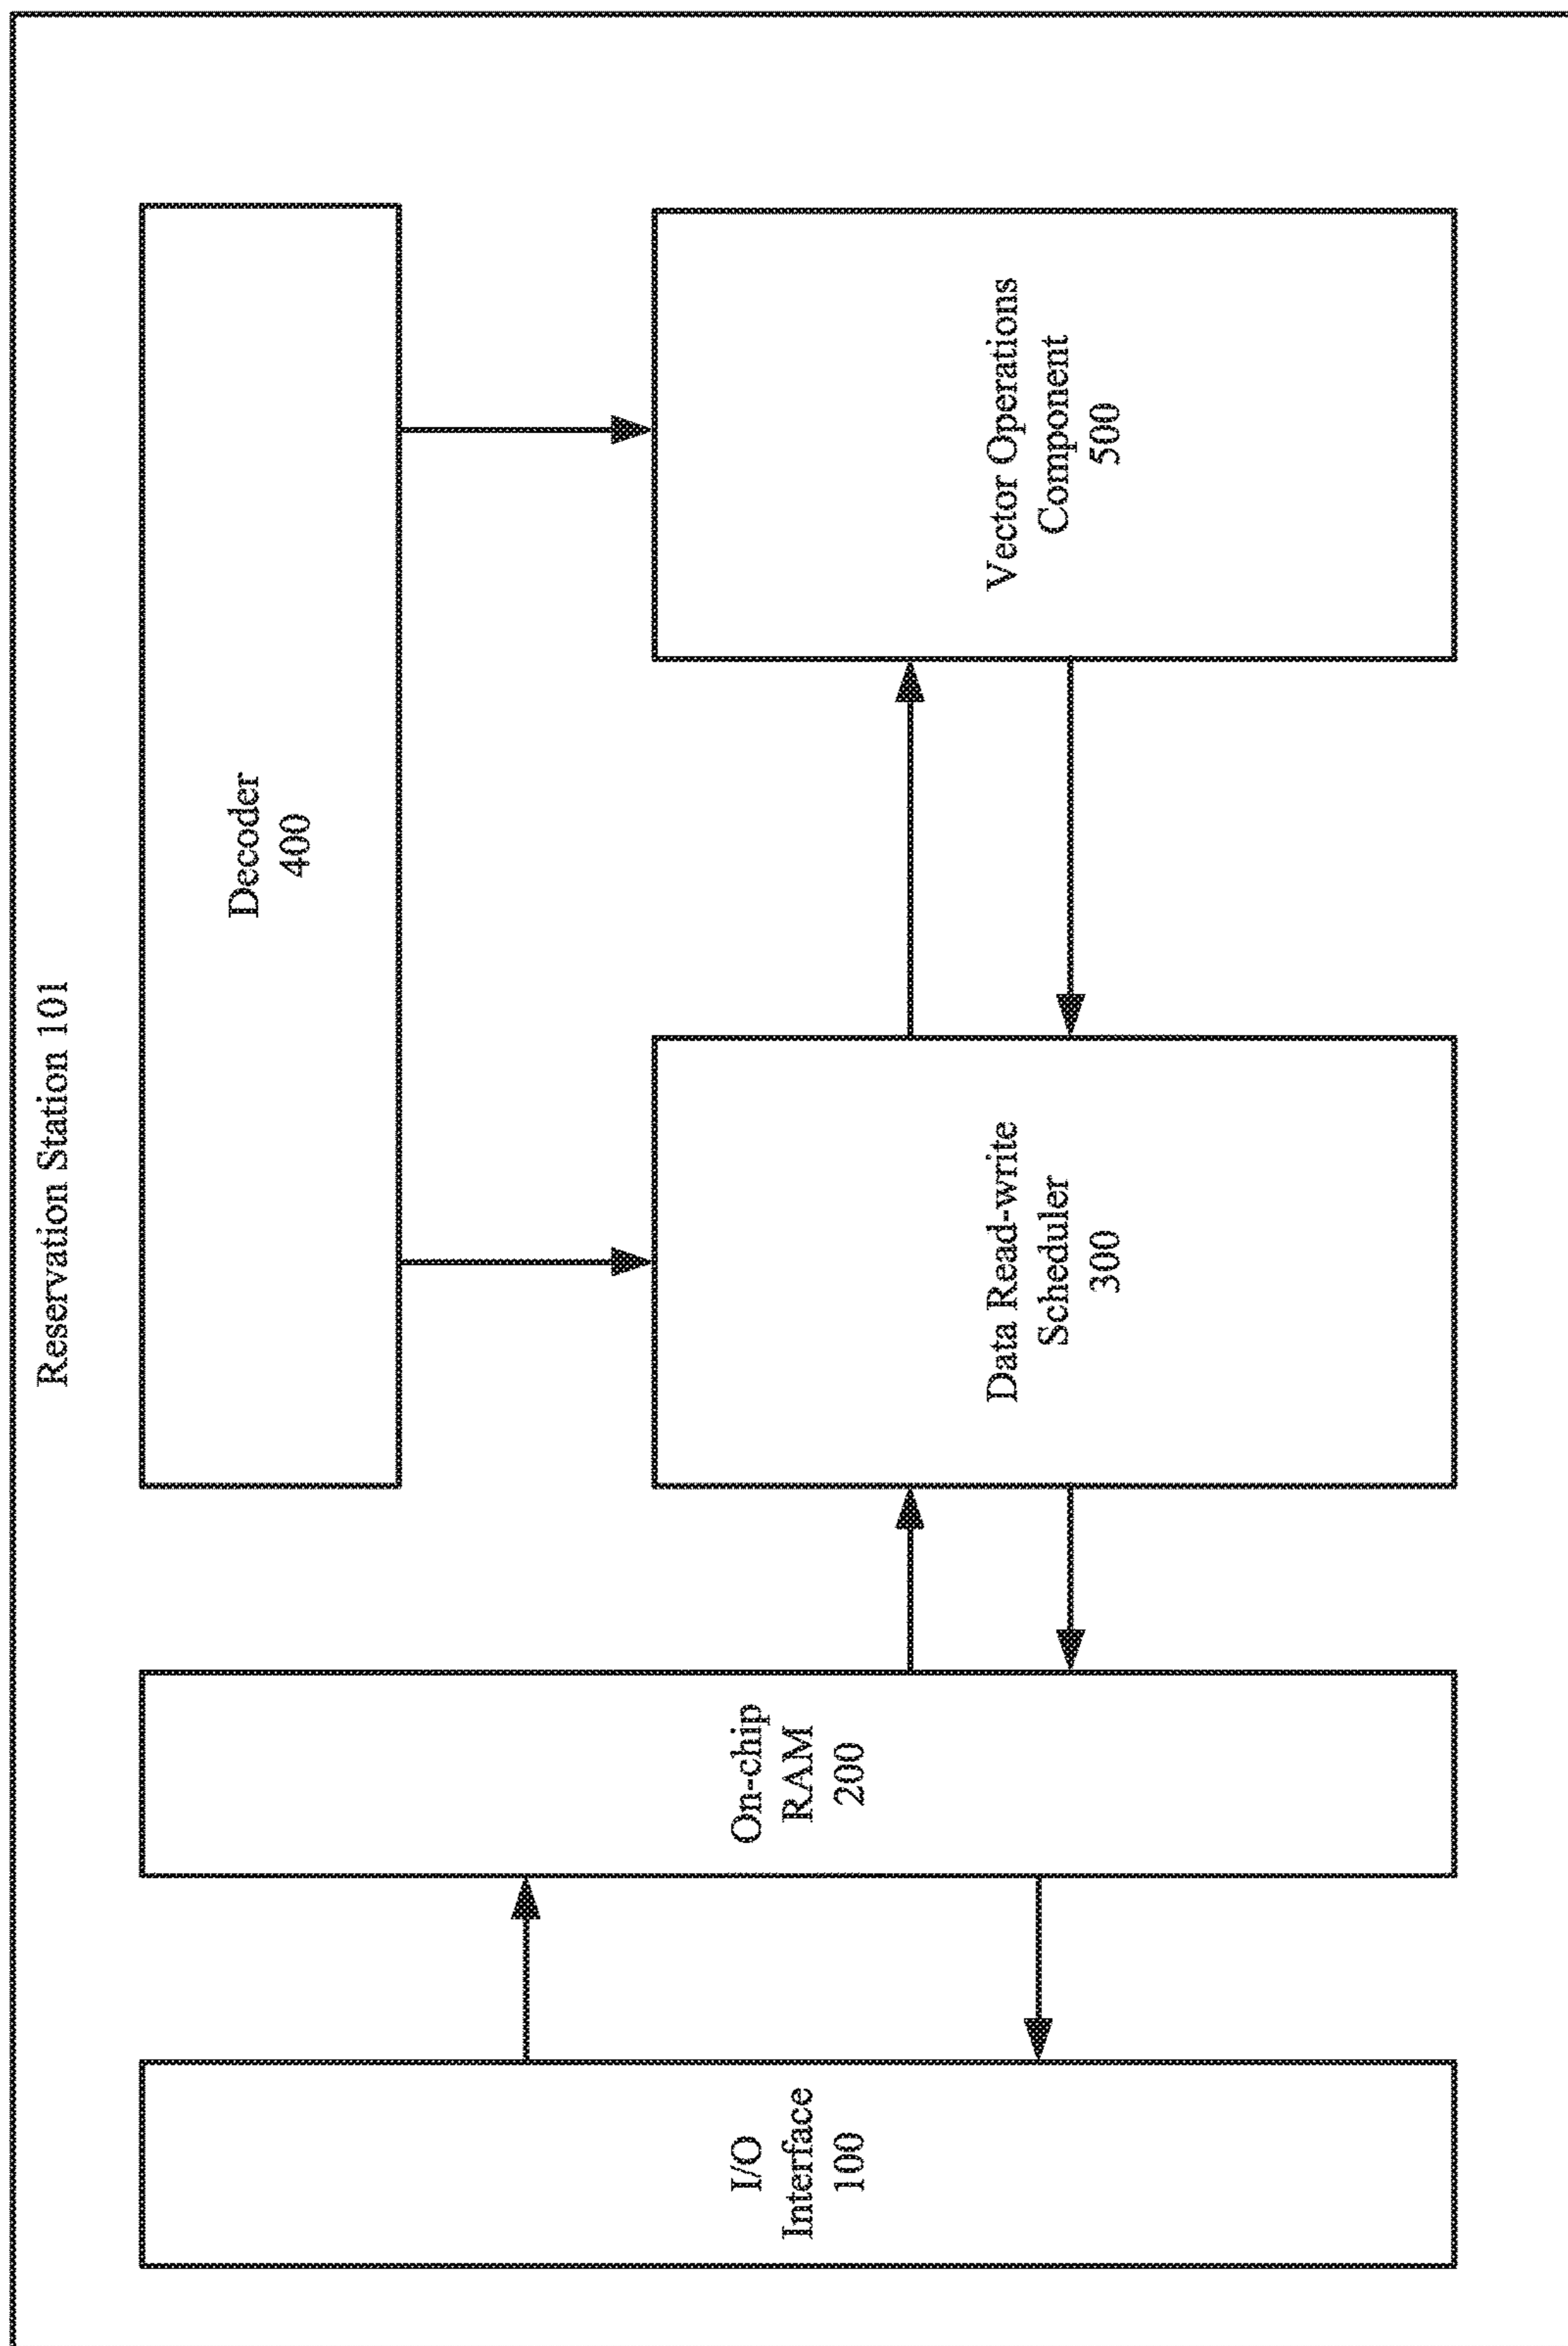 Reservation Station 101
Decoder
400
I/O
Interface
100
On-chip
RAM
200
Data Read-write
Scheduler
300
Vector Operations
Component
500